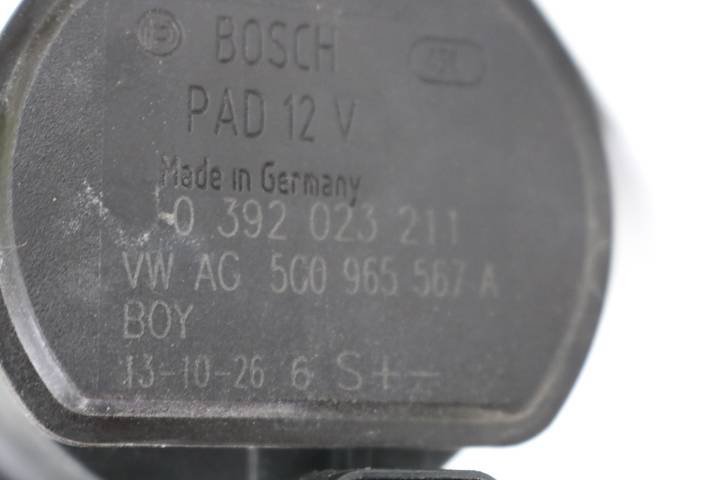 BOSCH
PAD 12 V
Made in Germany
0 392 023 211
VW AG 5G0 965 567 A
BOY
13-10-26 6 S+-